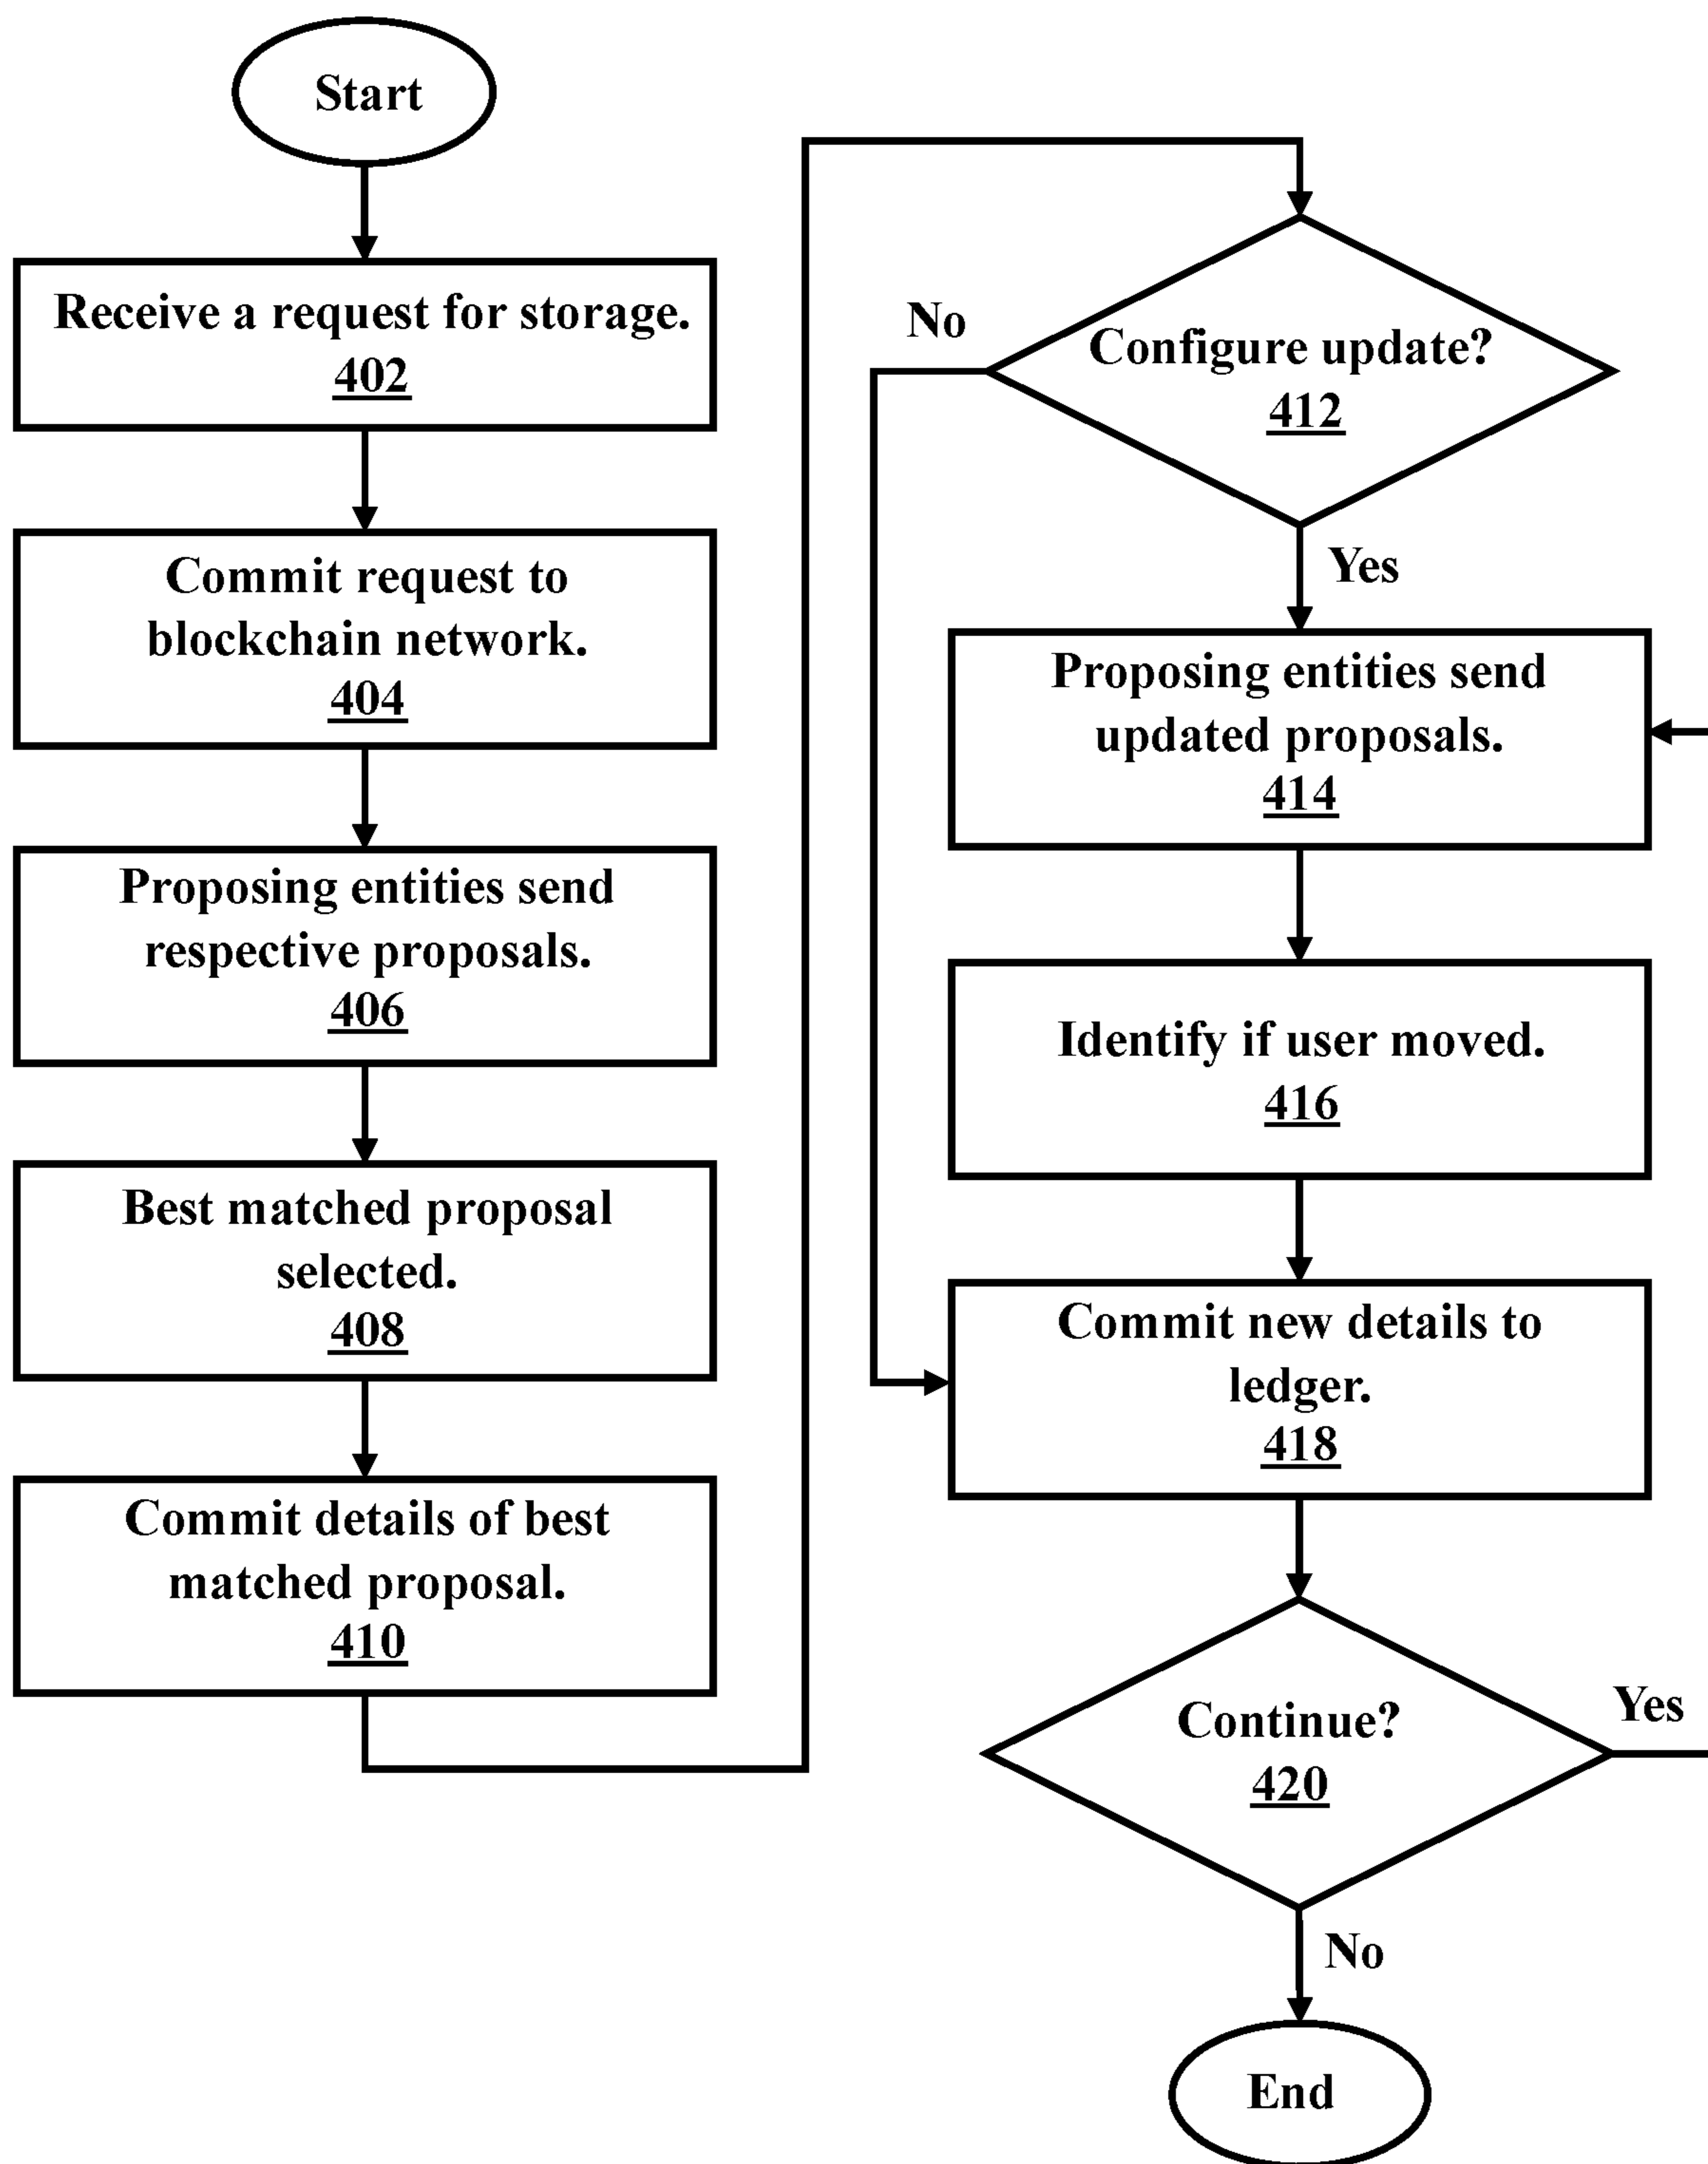 Start
Receive a request for storage.
402
Commit request to
blockchain network.
404
Proposing entities send
respective proposals.
406
Best matched proposal
selected.
408
Commit details of best
matched proposal.
410
Configure update?
412
No
Yes
Proposing entities send
updated proposals.
414
Identify if user moved.
416
Commit new details to
ledger.
418
Continue?
420
Yes
No
End